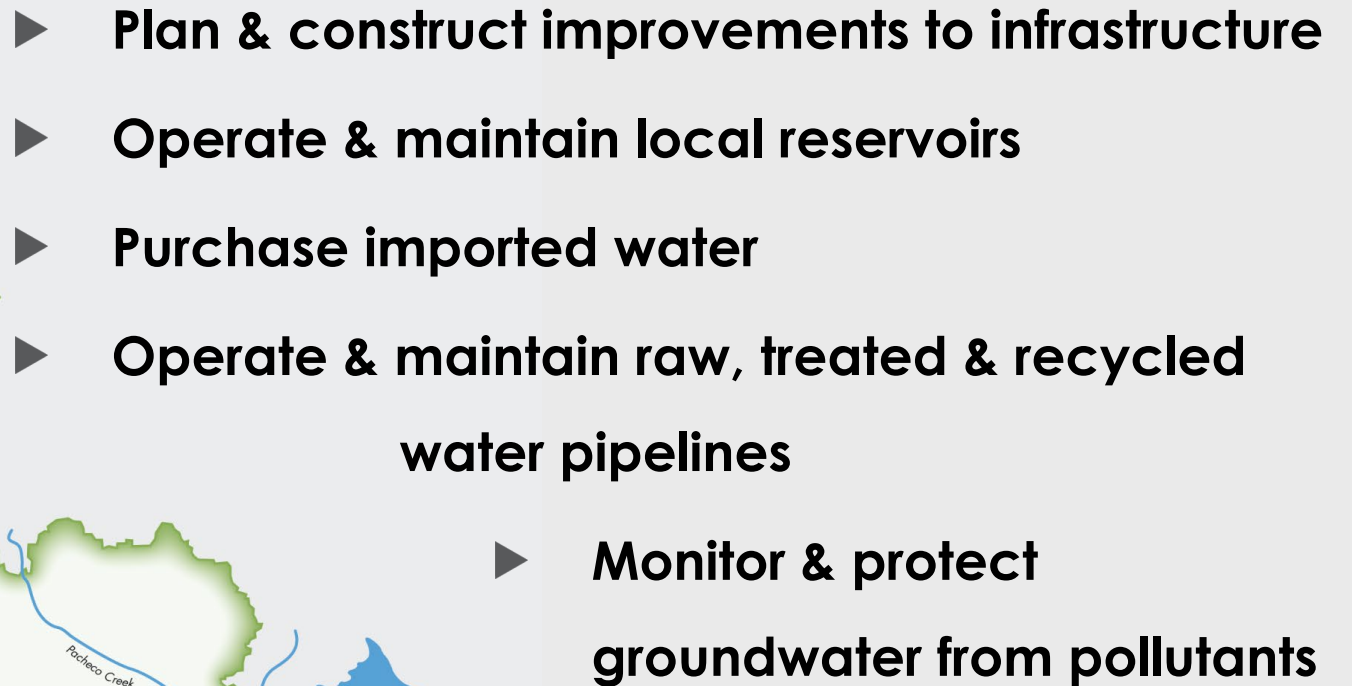 Plan & construct improvements to infrastructure
Operate & maintain local reservoirs
Purchase imported water
Operate & maintain raw, treated & recycled
water pipelines
Monitor & protect
groundwater from pollutants
Pacheco Creek